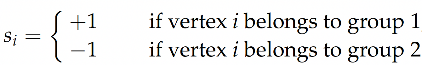 s_i = { +1 if vertex i belongs to group 1
−1 if vertex i belongs to group 2